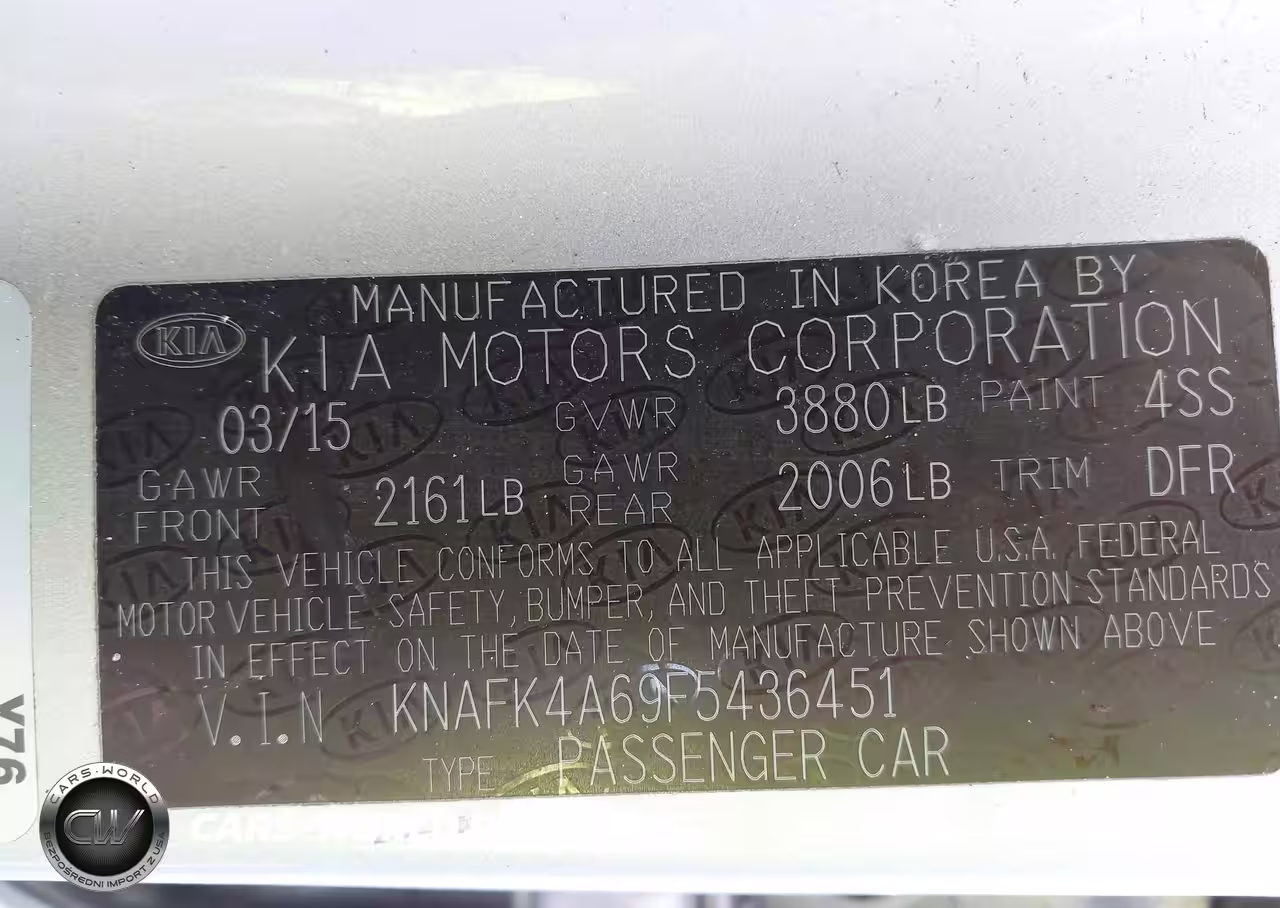 MANUFACTURED IN KOREA BY
KIA
KIA MOTORS CORPORATION
03/15 GVWR 3880LB PAINT 4SS
GAWR FRONT 2161LB GAWR REAR 2006LB TRIM DFR
THIS VEHICLE CONFORMS TO ALL APPLICABLE U.S.A. FEDERAL
MOTOR VEHICLE SAFETY, BUMPER, AND THEFT PREVENTION STANDARDS
IN EFFECT ON THE DATE OF MANUFACTURE SHOWN ABOVE
V.I.N KNAFK4A69F5436451
TYPE PASSENGER CAR
CARS-WORLD
CW
BEZPOŚREDNI IMPORT Z USA